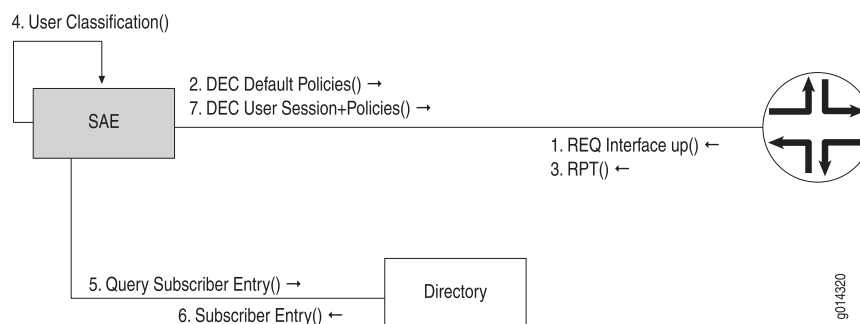 4. User Classification()
2. DEC Default Policies() →
7. DEC User Session+Policies() →
SAE
1. REQ Interface up() ←
3. RPT() ←
5. Query Subscriber Entry() →
6. Subscriber Entry() ←
Directory
g014320